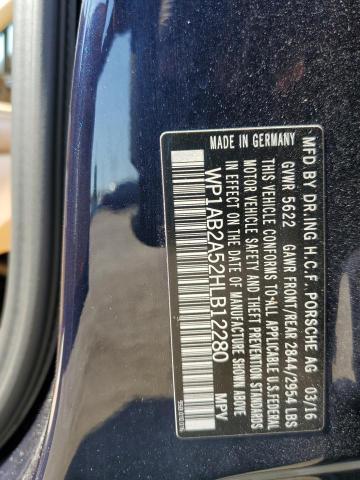 MFD BY DR.ING H.C.F. PORSCHE AG 03/16
GVWR 5622 GAWR FRONT/REAR 2844/2954 LBS
THIS VEHICLE CONFORMS TO ALL APPLICABLE U.S.FEDERAL
MOTOR VEHICLE SAFETY AND THEFT PREVENTION STANDARDS
IN EFFECT ON THE DATE OF MANUFACTURE SHOWN ABOVE
WP1AB2A52HLB12280 MPV
MADE IN GERMANY